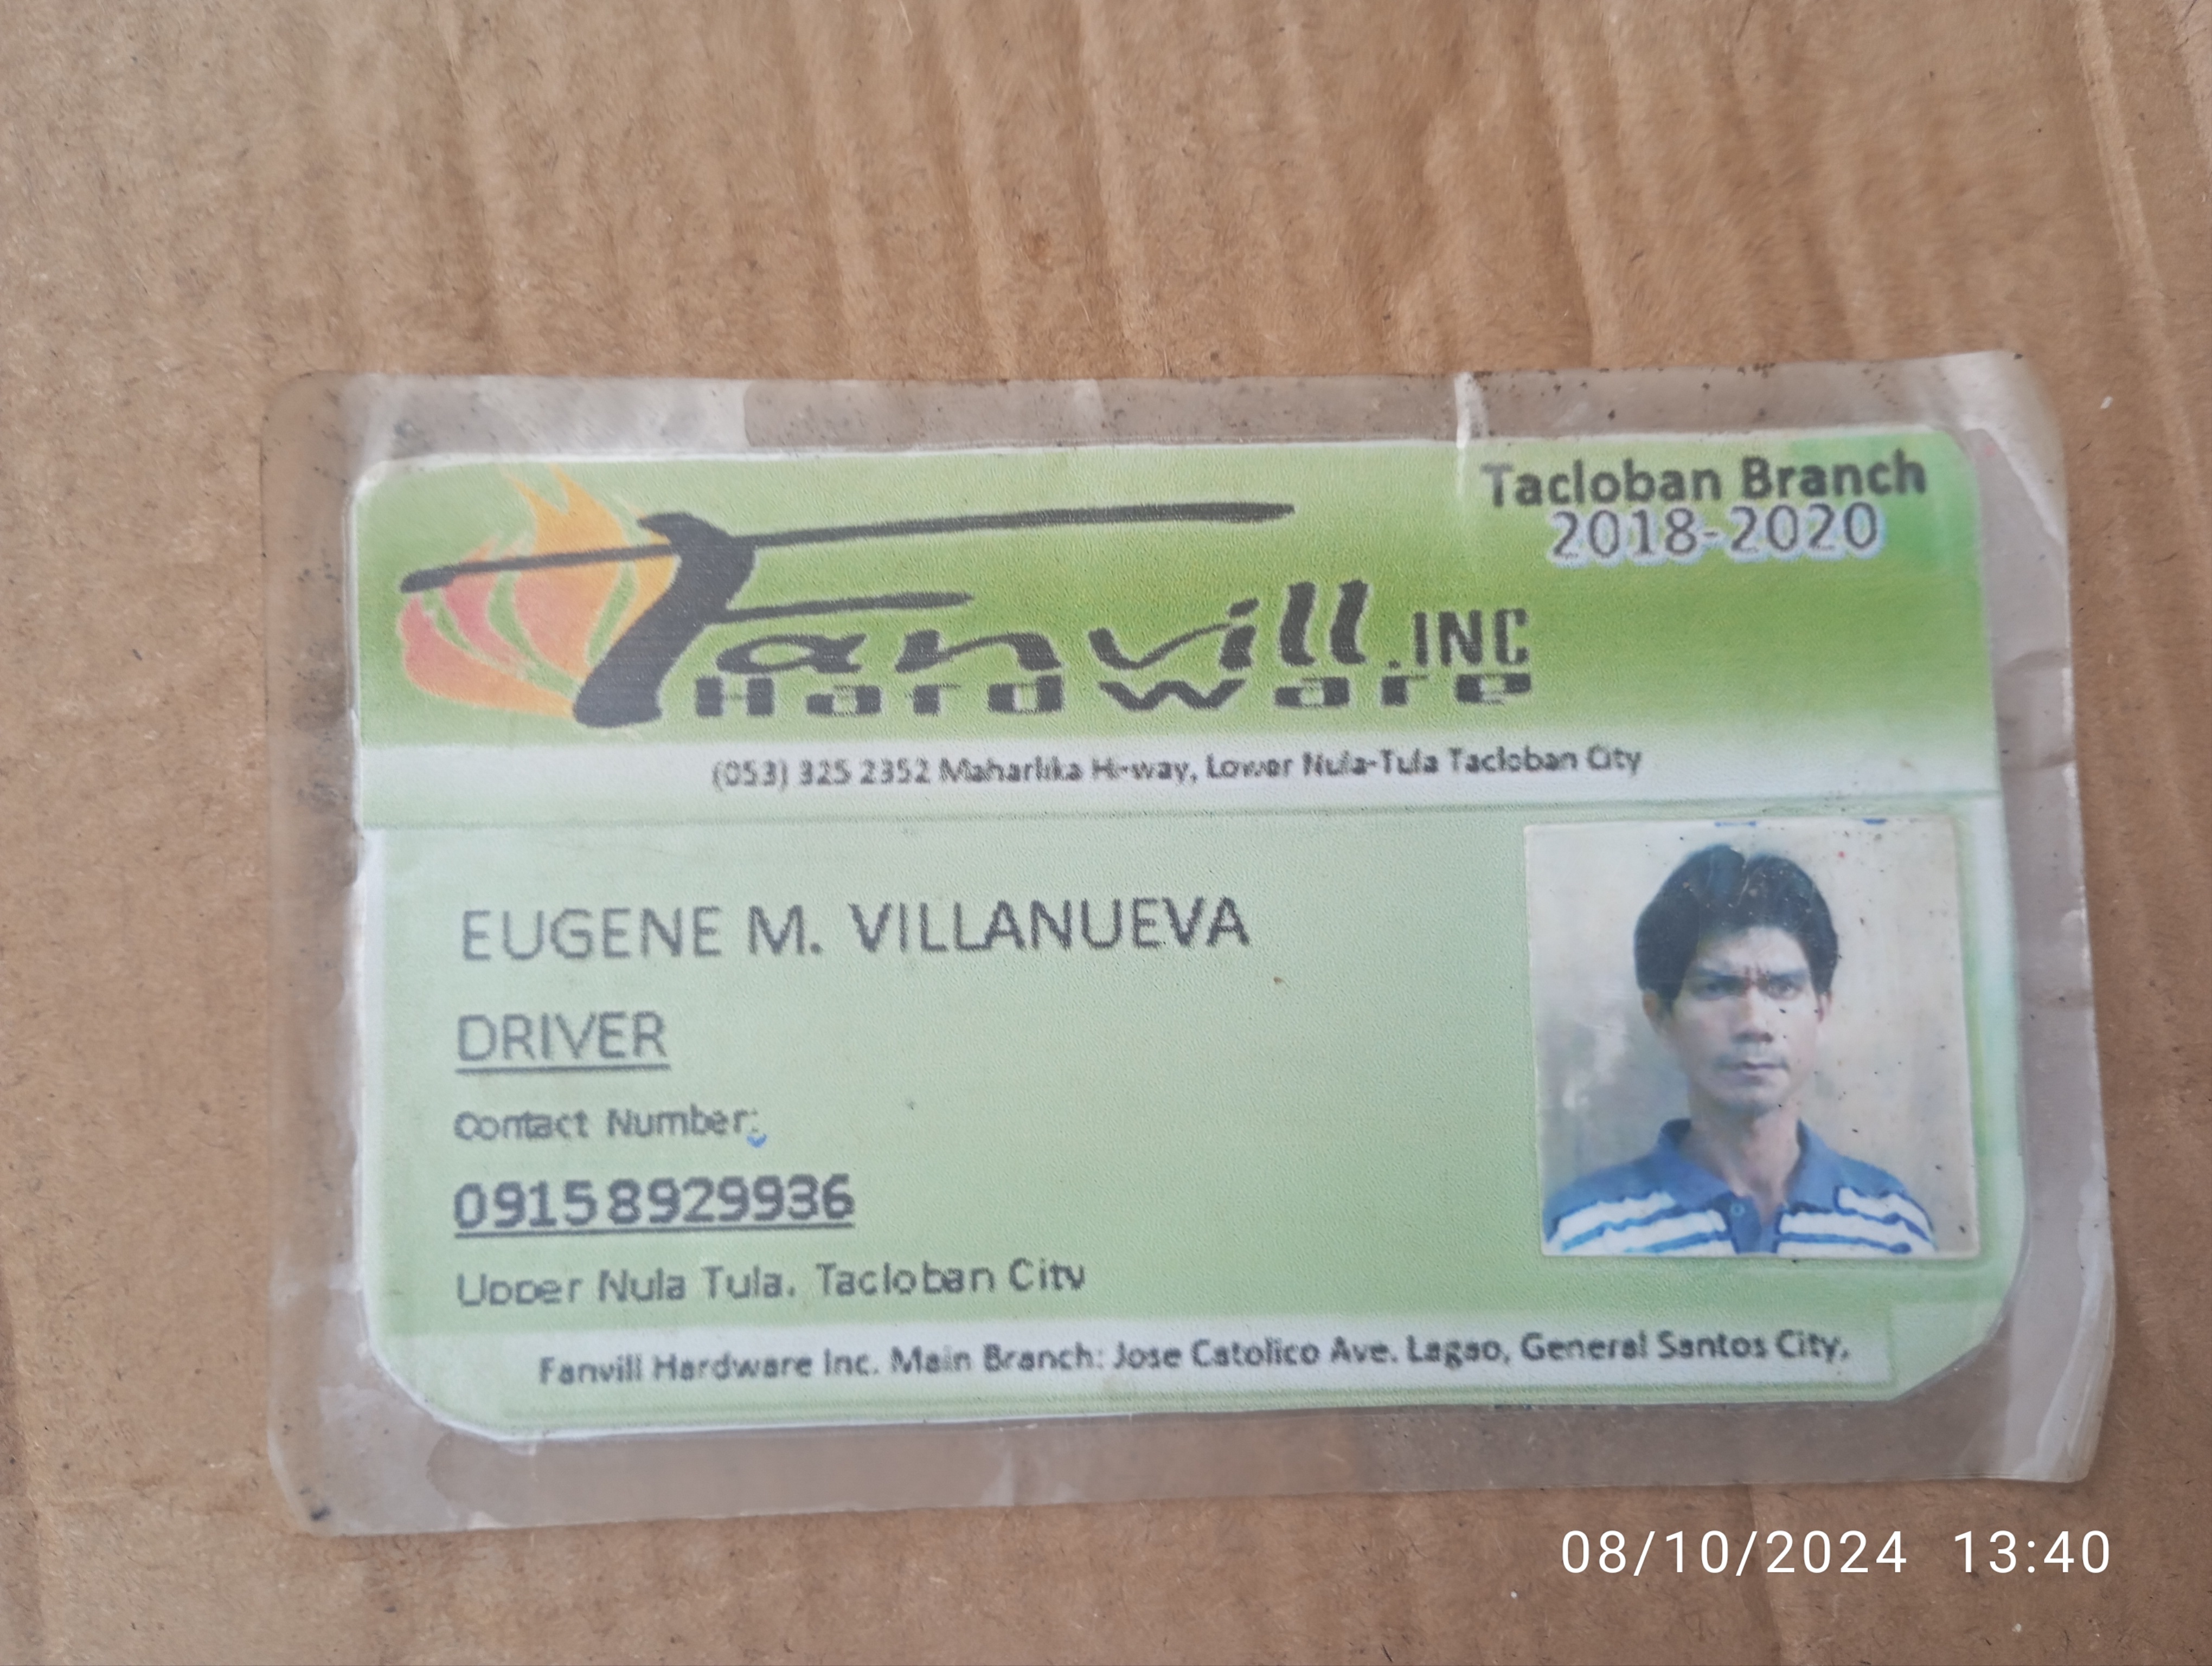 Tacloban Branch
2018-2020
Fanvill.INC
Hardware
(053) 325 2352 Maharlika Hi-way, Lower Nula-Tula Tacloban City
EUGENE M. VILLANUEVA
DRIVER
Contact Number:
09158929936
Upper Nula Tula. Tacloban City
Fanvill Hardware Inc. Main Branch: Jose Catolico Ave. Lagao, General Santos City,
08/10/2024 13:40